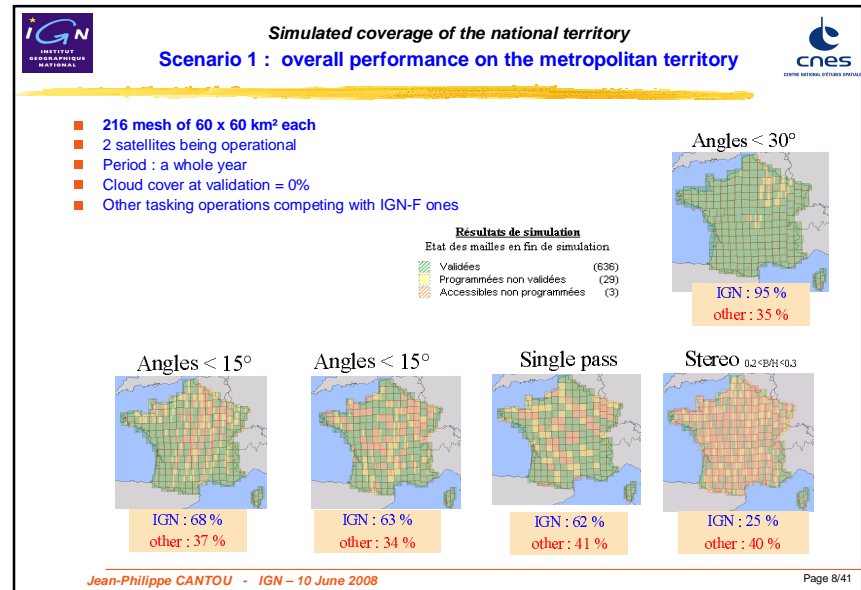 IGN
INSTITUT
GEOGRAPHIQUE
NATIONAL
Simulated coverage of the national territory
Scenario 1 : overall performance on the metropolitan territory
cnes
CENTRE NATIONAL D'ÉTUDES SPATIALES
216 mesh of 60 x 60 km² each
2 satellites being operational
Period : a whole year
Cloud cover at validation = 0%
Other tasking operations competing with IGN-F ones
Angles < 30°
Résultats de simulation
Etat des mailles en fin de simulation
Validées (636)
Programmées non validées (29)
Accessibles non programmées (3)
IGN : 95 %
other : 35 %
Angles < 15°
Angles < 15°
Single pass
Stereo 0.2<B/H<0.3
IGN : 68 %
other : 37 %
IGN : 63 %
other : 34 %
IGN : 62 %
other : 41 %
IGN : 25 %
other : 40 %
Jean-Philippe CANTOU - IGN – 10 June 2008
Page 8/41